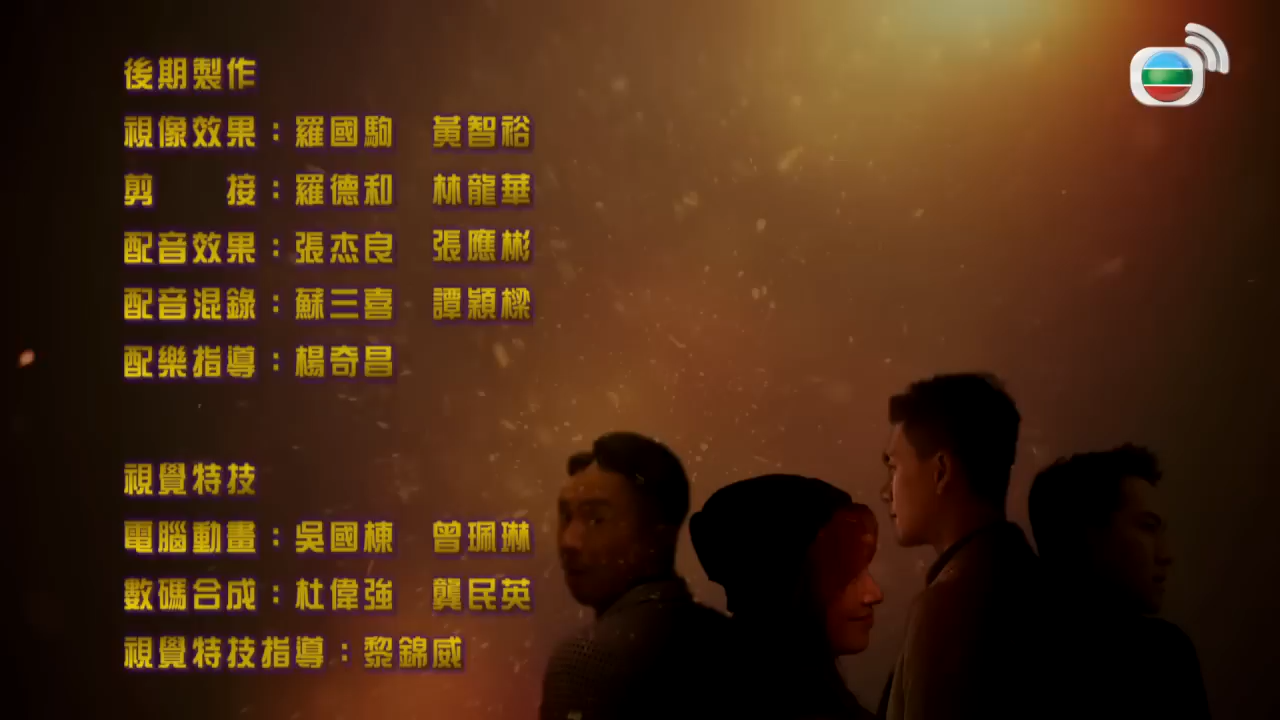 後期製作
視像效果：羅國駒　黃智裕
剪　　接：羅德和　林龍華
配音效果：張杰良　張應彬
配音混錄：蘇三喜　譚穎樑
配樂指導：楊奇昌
視覺特技
電腦動畫：吳國棟　曾珮琳
數碼合成：杜偉強　龔民英
視覺特技指導：黎錦威